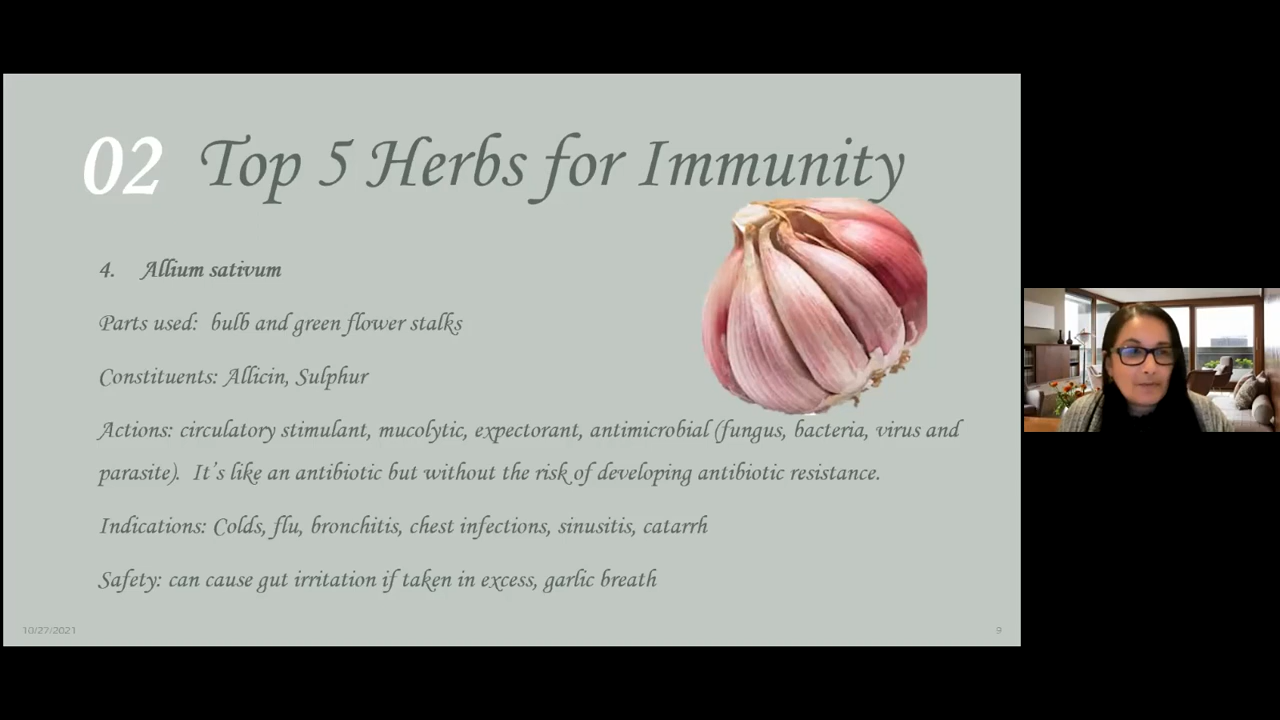 02 Top 5 Herbs for Immunity
4. Allium sativum
Parts used: bulb and green flower stalks
Constituents: Allicin, Sulphur
Actions: circulatory stimulant, mucolytic, expectorant, antimicrobial (fungus, bacteria, virus and
parasite). It's like an antibiotic but without the risk of developing antibiotic resistance.
Indications: Colds, flu, bronchitis, chest infections, sinusitis, catarrh
Safety: can cause gut irritation if taken in excess, garlic breath
10/27/2021
9